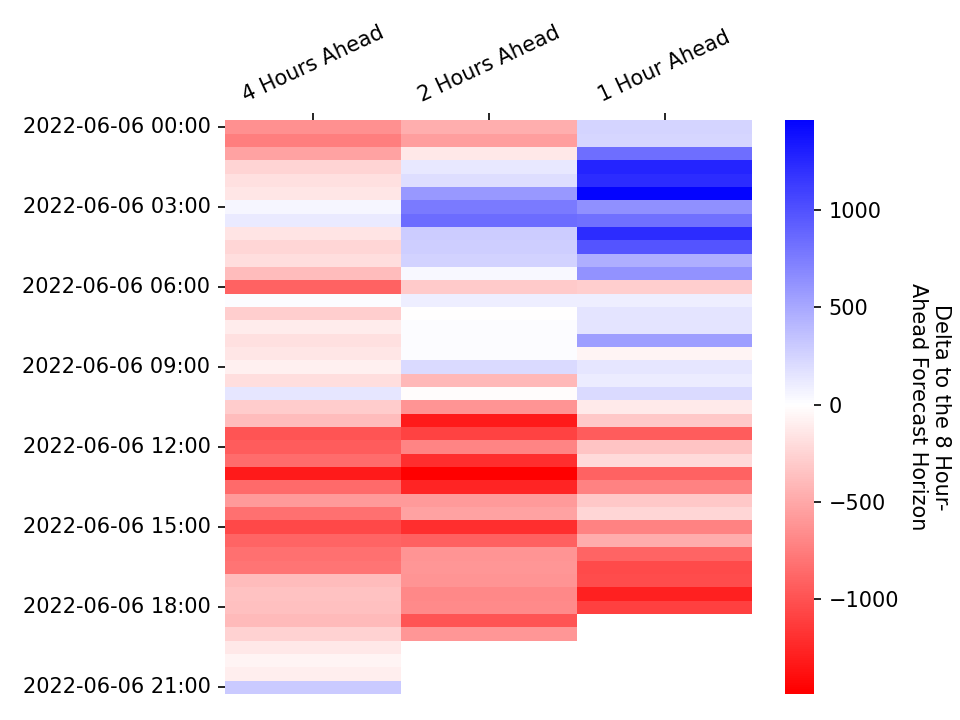 4 Hours Ahead
2 Hours Ahead
1 Hour Ahead
2022-06-06 00:00
2022-06-06 03:00
2022-06-06 06:00
2022-06-06 09:00
2022-06-06 12:00
2022-06-06 15:00
2022-06-06 18:00
2022-06-06 21:00
1000
500
0
−500
−1000
Delta to the 8 Hour-
Ahead Forecast Horizon